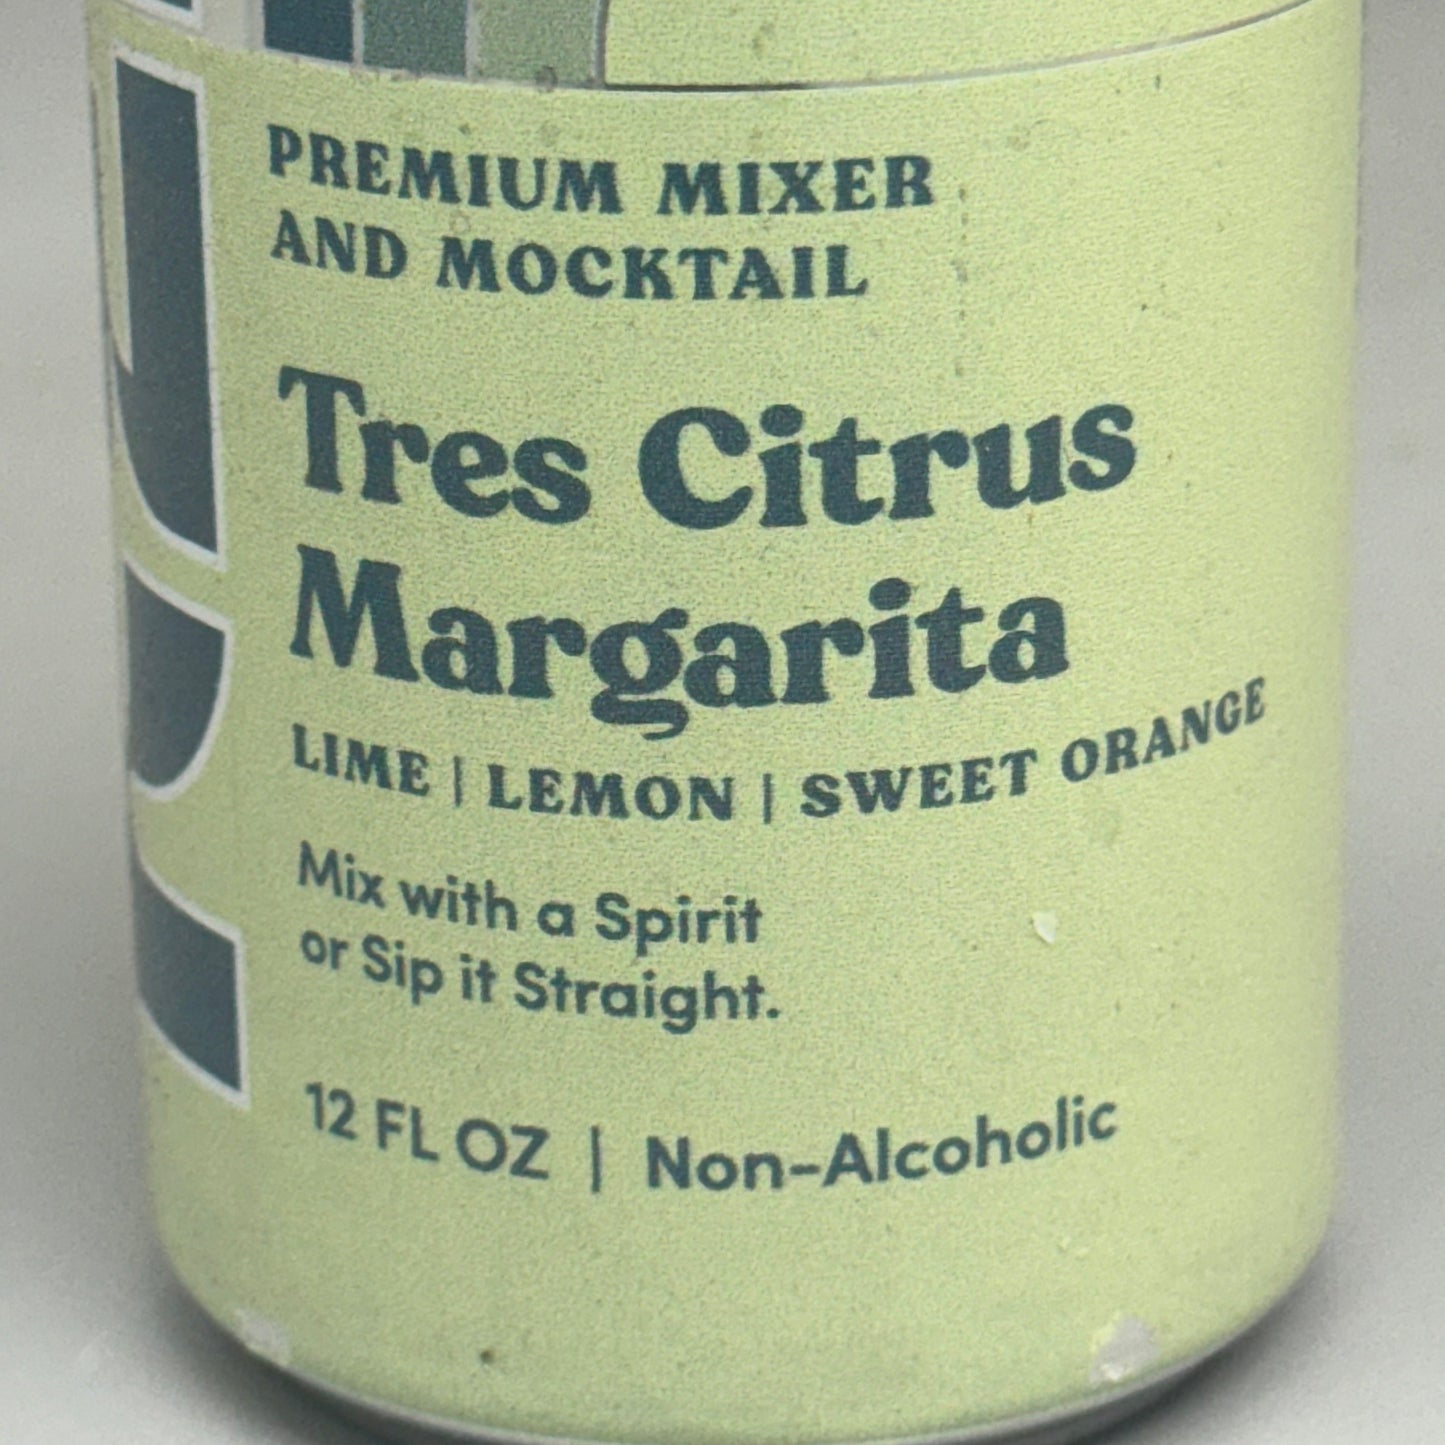 PREMIUM MIXER
AND MOCKTAIL
Tres Citrus
Margarita
LIME | LEMON | SWEET ORANGE
Mix with a Spirit
or Sip it Straight.
12 FL OZ | Non-Alcoholic